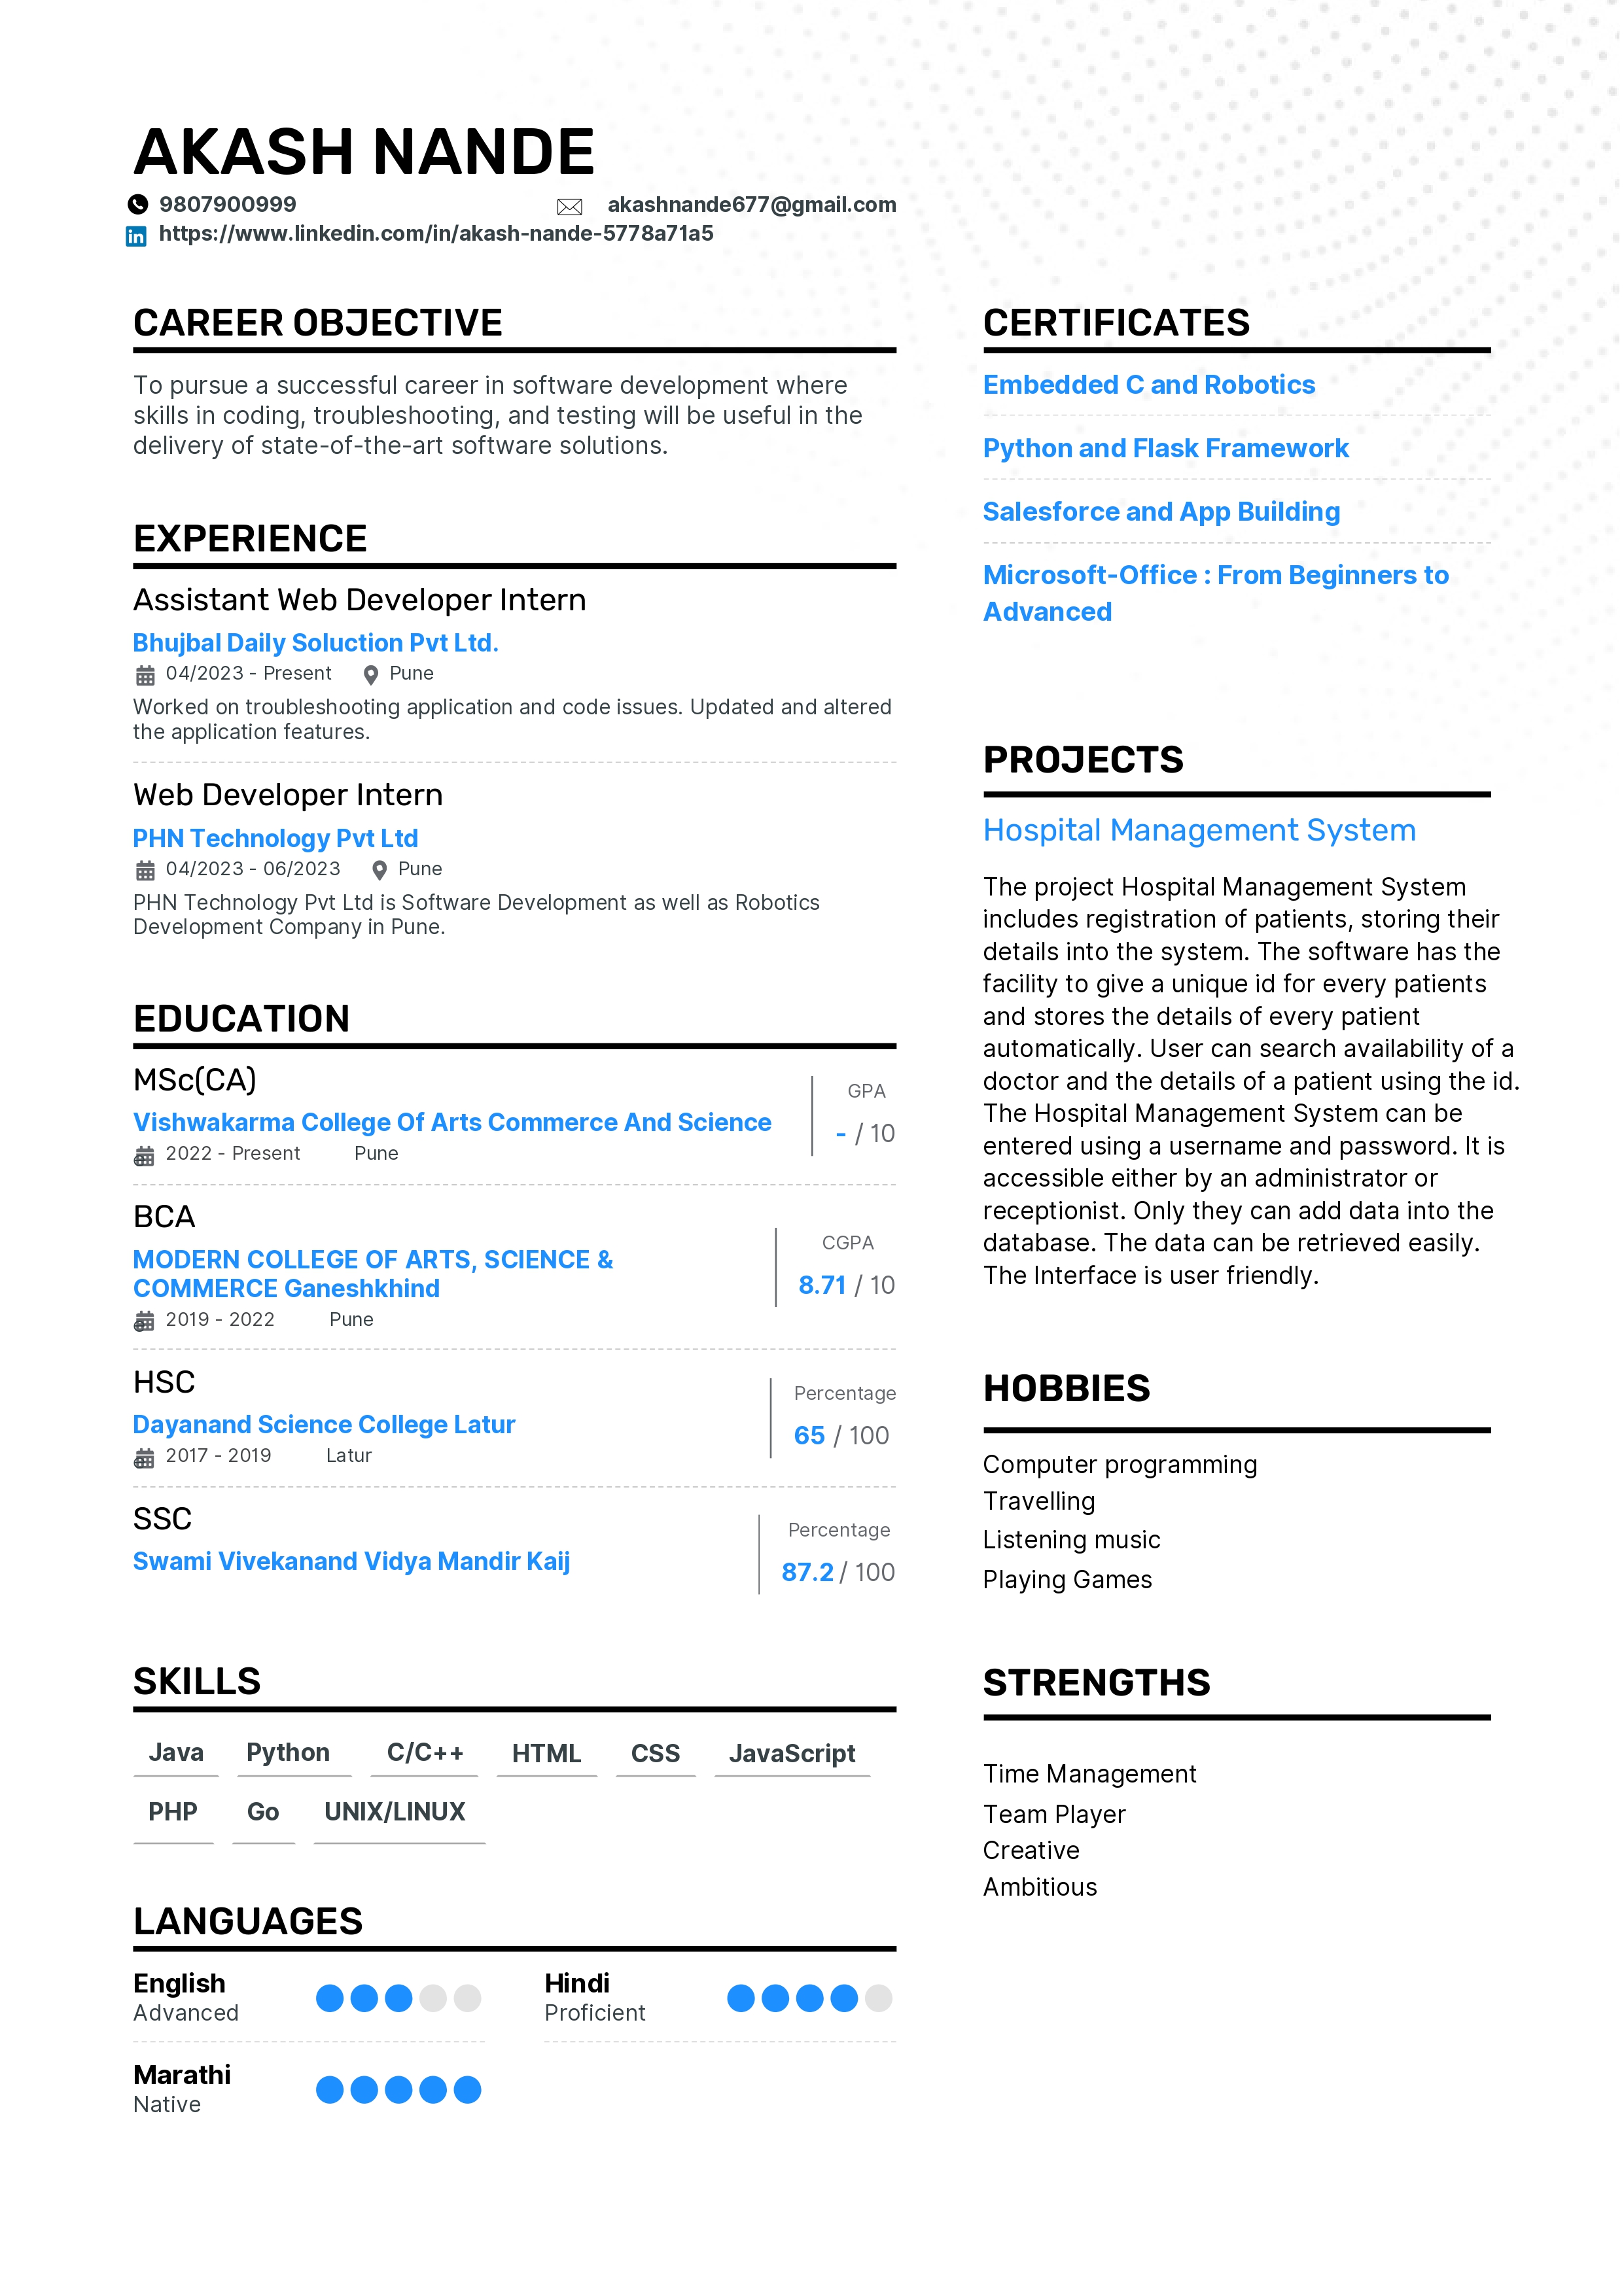 AKASH NANDE
9807900999 akashnande677@gmail.com
https://www.linkedin.com/in/akash-nande-5778a71a5
CAREER OBJECTIVE
To pursue a successful career in software development where
skills in coding, troubleshooting, and testing will be useful in the
delivery of state-of-the-art software solutions.
EXPERIENCE
Assistant Web Developer Intern
Bhujbal Daily Soluction Pvt Ltd.
04/2023 - Present Pune
Worked on troubleshooting application and code issues. Updated and altered
the application features.
Web Developer Intern
PHN Technology Pvt Ltd
04/2023 - 06/2023 Pune
PHN Technology Pvt Ltd is Software Development as well as Robotics
Development Company in Pune.
EDUCATION
MSc(CA)
Vishwakarma College Of Arts Commerce And Science
2022 - Present Pune
GPA
- / 10
BCA
MODERN COLLEGE OF ARTS, SCIENCE &
COMMERCE Ganeshkhind
2019 - 2022 Pune
CGPA
8.71 / 10
HSC
Dayanand Science College Latur
2017 - 2019 Latur
Percentage
65 / 100
SSC
Swami Vivekanand Vidya Mandir Kaij
Percentage
87.2 / 100
SKILLS
Java Python C/C++ HTML CSS JavaScript
PHP Go UNIX/LINUX
LANGUAGES
English
Advanced
Hindi
Proficient
Marathi
Native
CERTIFICATES
Embedded C and Robotics
Python and Flask Framework
Salesforce and App Building
Microsoft-Office : From Beginners to
Advanced
PROJECTS
Hospital Management System
The project Hospital Management System
includes registration of patients, storing their
details into the system. The software has the
facility to give a unique id for every patients
and stores the details of every patient
automatically. User can search availability of a
doctor and the details of a patient using the id.
The Hospital Management System can be
entered using a username and password. It is
accessible either by an administrator or
receptionist. Only they can add data into the
database. The data can be retrieved easily.
The Interface is user friendly.
HOBBIES
Computer programming
Travelling
Listening music
Playing Games
STRENGTHS
Time Management
Team Player
Creative
Ambitious